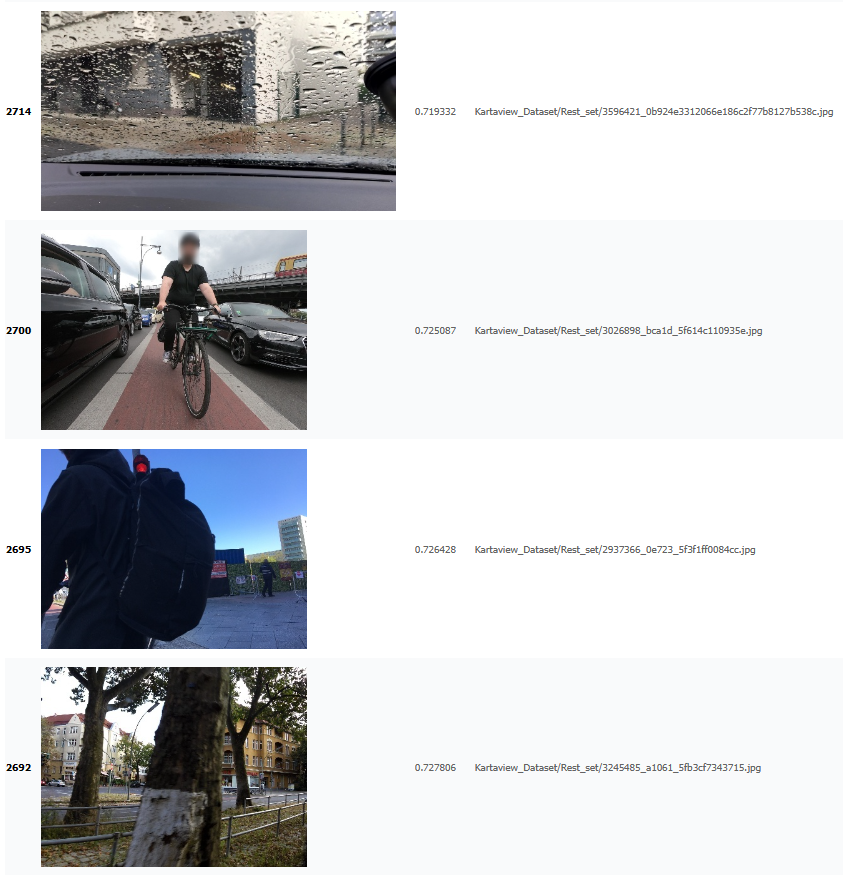 2714 0.719332 Kartaview_Dataset/Rest_set/3596421_0b924e3312066e186c2f77b8127b538c.jpg
2700 0.725087 Kartaview_Dataset/Rest_set/3026898_bca1d_5f614c110935e.jpg
2695 0.726428 Kartaview_Dataset/Rest_set/2937366_0e723_5f3f1ff0084cc.jpg
2692 0.727806 Kartaview_Dataset/Rest_set/3245485_a1061_5fb3cf7343715.jpg